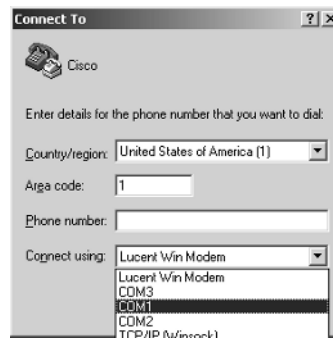 Connect To
Cisco
Enter details for the phone number that you want to dial:
Country/region: United States of America (1)
Area code: 1
Phone number:
Connect using: Lucent Win Modem
Lucent Win Modem
COM3
COM1
COM2
TCP/IP (Winsock)